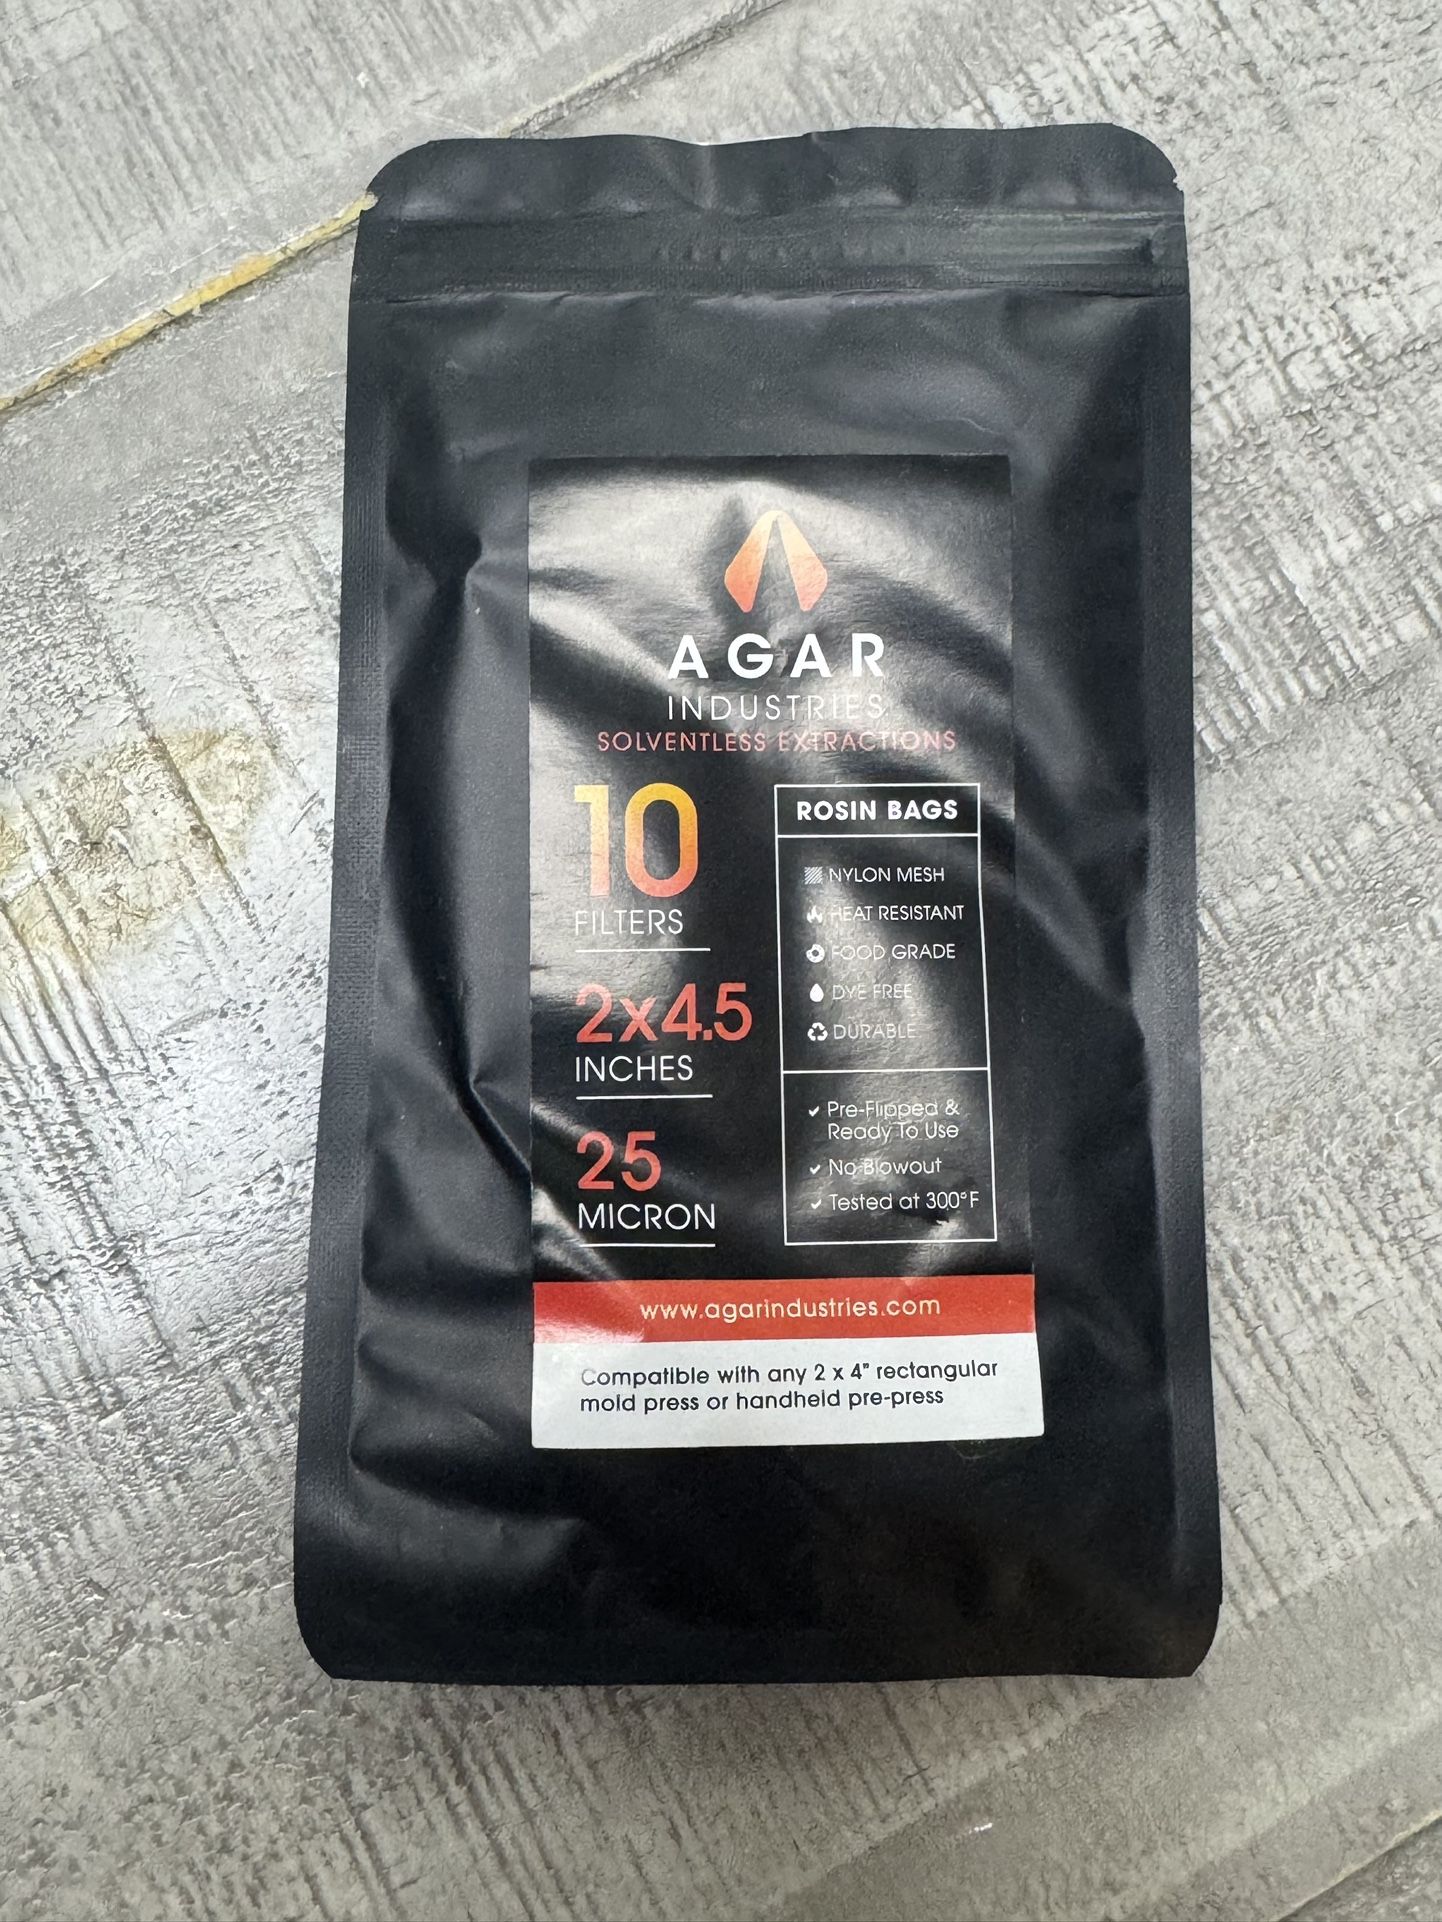 AGAR
INDUSTRIES
SOLVENTLESS EXTRACTIONS
10
FILTERS
2x4.5
INCHES
25
MICRON
ROSIN BAGS
NYLON MESH
HEAT RESISTANT
FOOD GRADE
DYE FREE
DURABLE
Pre-Flipped &
Ready To Use
No Blowout
Tested at 300°F
www.agarindustries.com
Compatible with any 2 x 4" rectangular
mold press or handheld pre-press